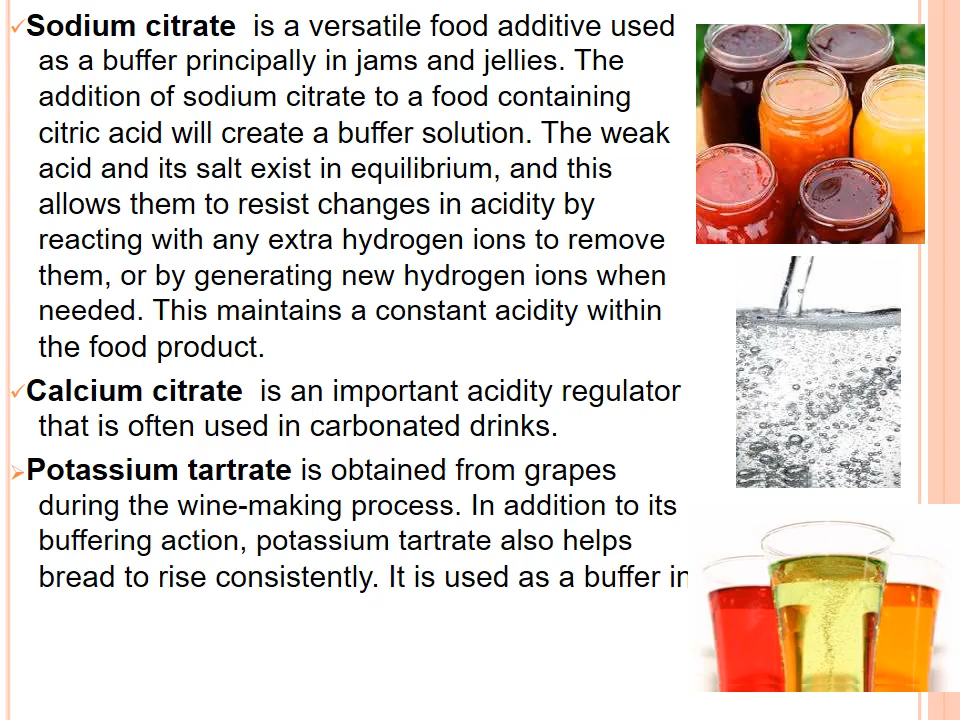 Sodium citrate is a versatile food additive used
as a buffer principally in jams and jellies. The
addition of sodium citrate to a food containing
citric acid will create a buffer solution. The weak
acid and its salt exist in equilibrium, and this
allows them to resist changes in acidity by
reacting with any extra hydrogen ions to remove
them, or by generating new hydrogen ions when
needed. This maintains a constant acidity within
the food product.
Calcium citrate is an important acidity regulator
that is often used in carbonated drinks.
Potassium tartrate is obtained from grapes
during the wine-making process. In addition to its
buffering action, potassium tartrate also helps
bread to rise consistently. It is used as a buffer in